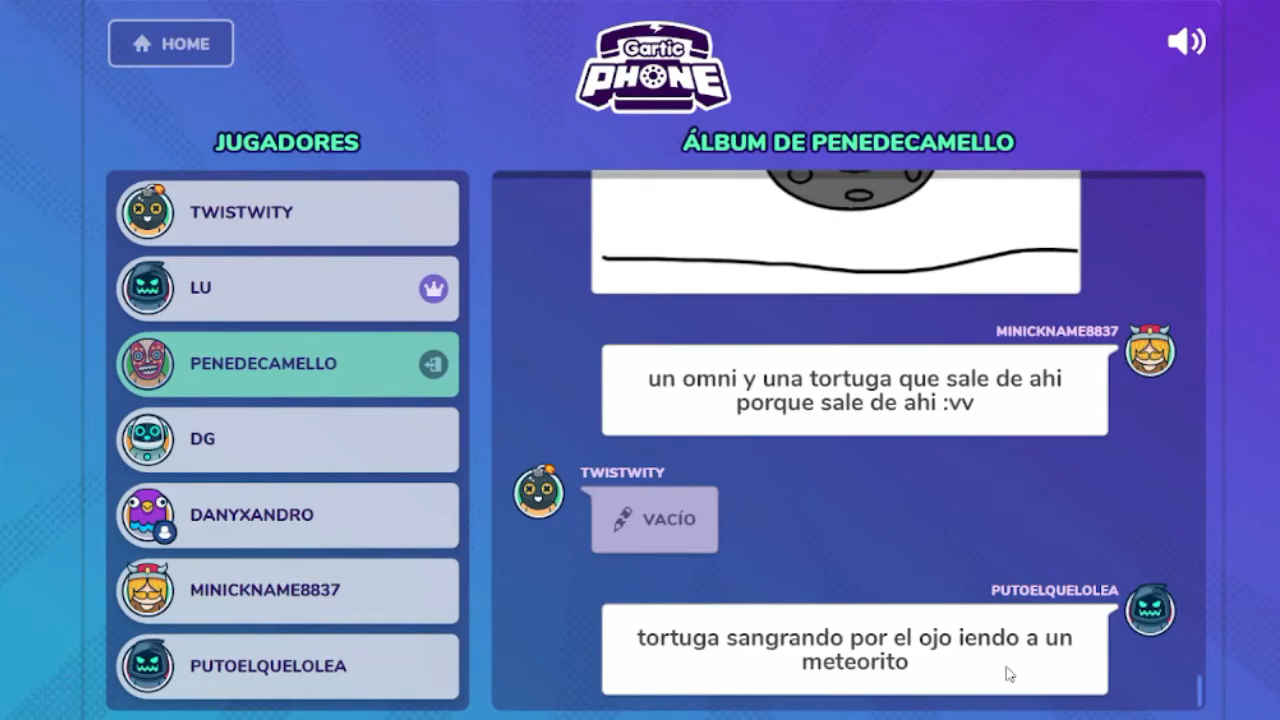 HOME
Gartic
PHONE
JUGADORES
ÁLBUM DE PENEDECAMELLO
TWISTWITY
LU
PENEDECAMELLO
DG
DANYXANDRO
MINICKNAME8837
PUTOELQUELOLEA
MINICKNAME8837
un omni y una tortuga que sale de ahi
porque sale de ahi :vv
TWISTWITY
VACÍO
PUTOELQUELOLEA
tortuga sangrando por el ojo iendo a un
meteorito